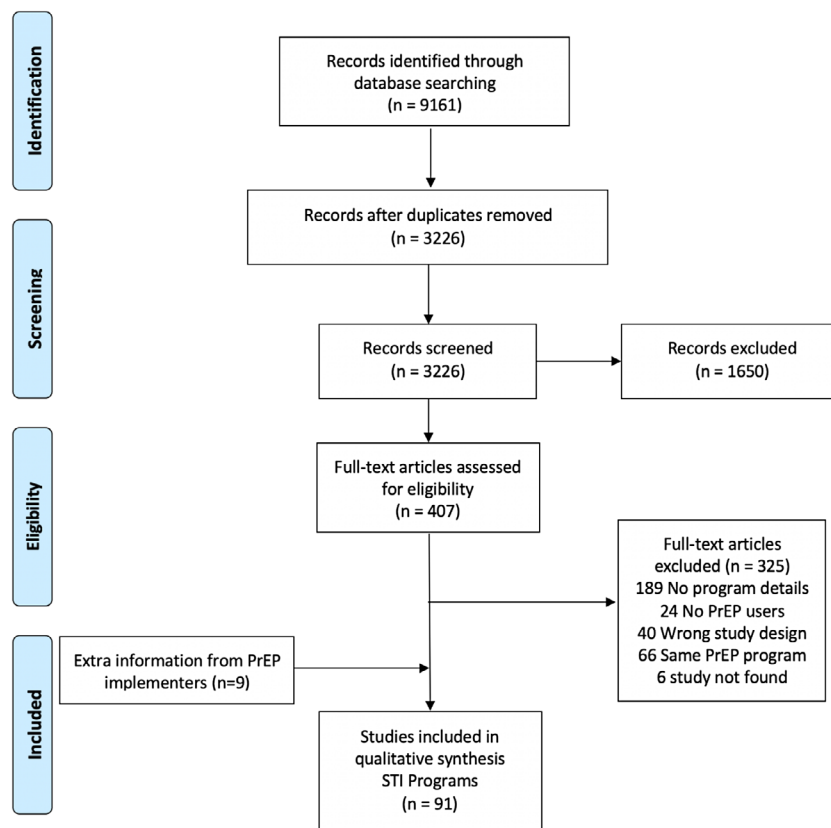 Identification
Records identified through
database searching
(n = 9161)
Records after duplicates removed
(n = 3226)
Screening
Records screened
(n = 3226)
Records excluded
(n = 1650)
Eligibility
Full-text articles assessed
for eligibility
(n = 407)
Full-text articles
excluded (n = 325)
189 No program details
24 No PrEP users
40 Wrong study design
66 Same PrEP program
6 study not found
Extra information from PrEP
implementers (n=9)
Included
Studies included in
qualitative synthesis
STI Programs
(n = 91)